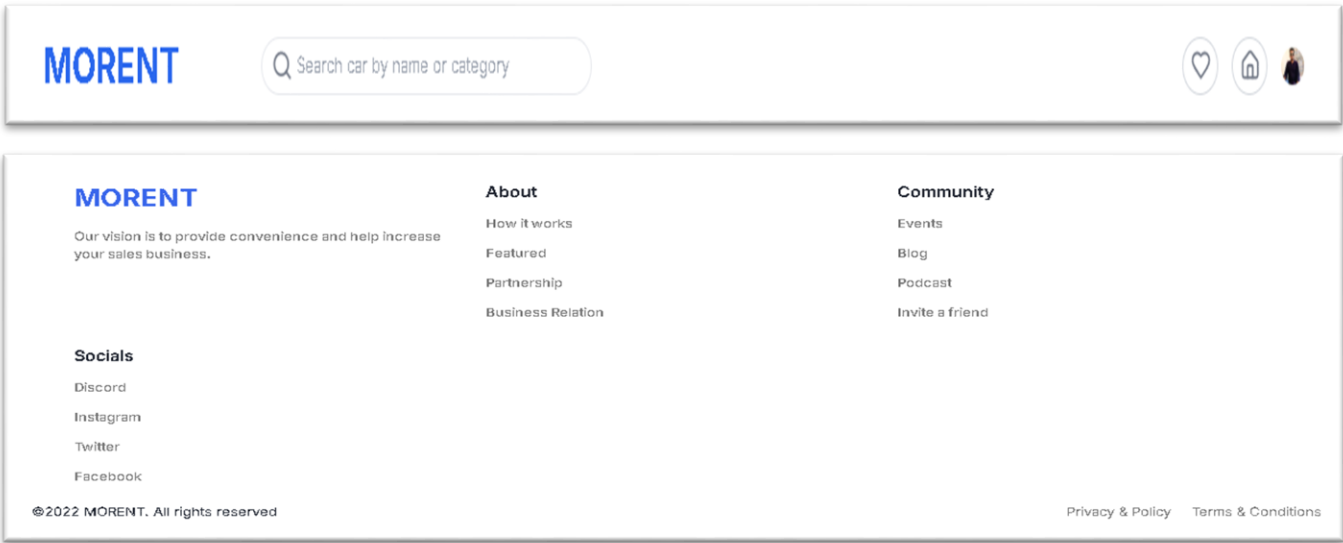 MORENT
Search car by name or category
MORENT
Our vision is to provide convenience and help increase
your sales business.
About
How it works
Featured
Partnership
Business Relation
Community
Events
Blog
Podcast
Invite a friend
Socials
Discord
Instagram
Twitter
Facebook
©2022 MORENT. All rights reserved
Privacy & Policy
Terms & Conditions